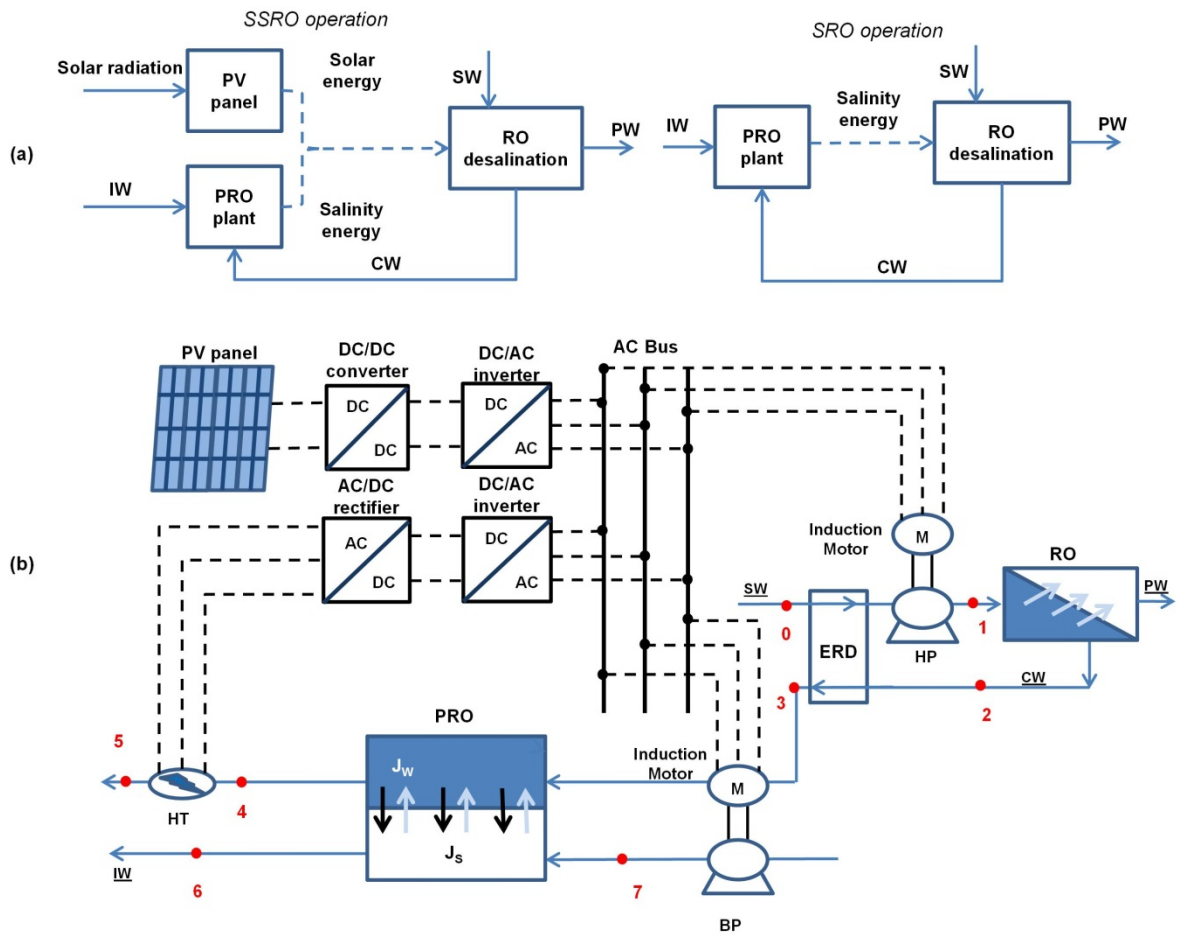 SSRO operation
SRO operation
(a)
Solar radiation
PV
panel
Solar
energy
SW
RO
desalination
PW
IW
PRO
plant
Salinity
energy
CW
IW
PRO
plant
Salinity
energy
SW
RO
desalination
PW
CW
(b)
PV panel
DC/DC
converter
DC
DC
DC/AC
inverter
DC
AC
AC Bus
AC/DC
rectifier
AC
DC
DC/AC
inverter
DC
AC
Induction
Motor
M
RO
SW
0
ERD
HP
1
PW
3
CW
2
PRO
Induction
Motor
5
HT
4
JW
M
JS
IW
6
7
BP